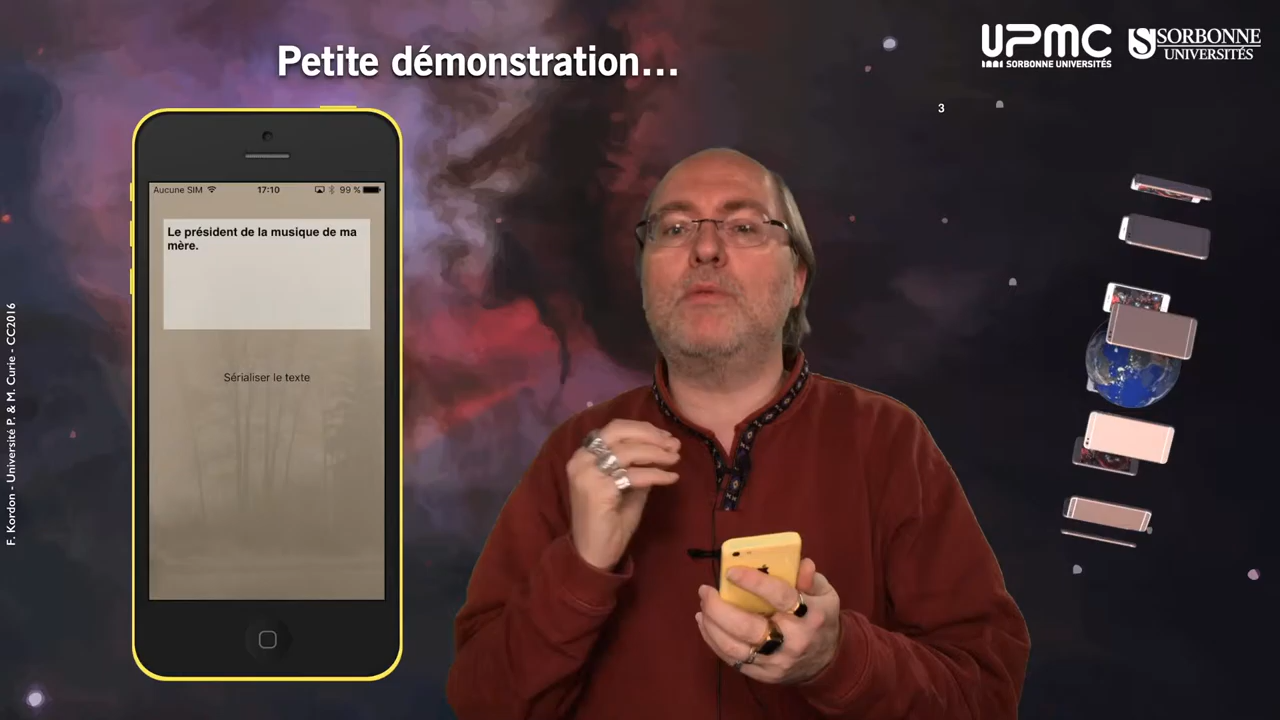 Petite démonstration...
UPMC
SORBONNE UNIVERSITÉS
SORBONNE
UNIVERSITÉS
3
Aucune SIM 17:10 99 %
Le président de la musique de ma
mère.
Sérialiser le texte
F. Kordon - Université P. & M. Curie - CC2016